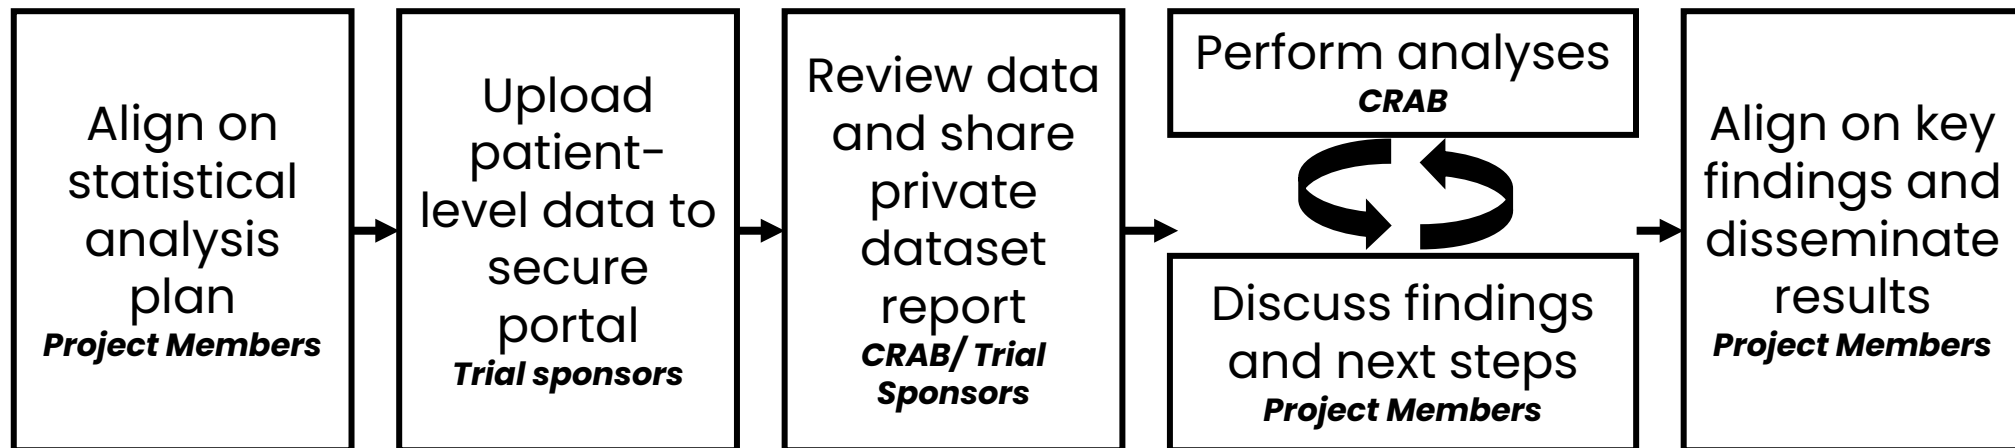 Align on
statistical
analysis
plan
Project Members
Upload
patient-
level data to
secure
portal
Trial sponsors
Review data
and share
private
dataset
report
CRAB/ Trial
Sponsors
Perform analyses
CRAB
Discuss findings
and next steps
Project Members
Align on key
findings and
disseminate
results
Project Members